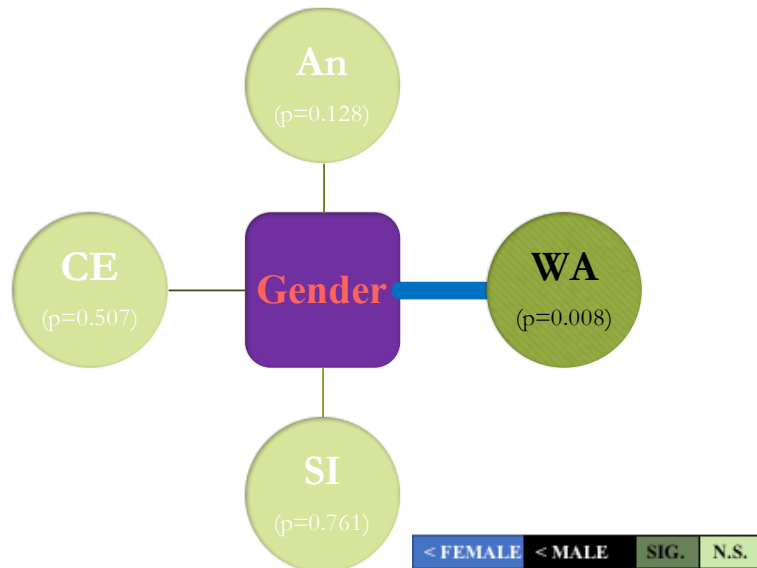 An
(p=0.128)
CE
(p=0.507)
Gender
WA
(p=0.008)
SI
(p=0.761)
< FEMALE < MALE SIG. N.S.